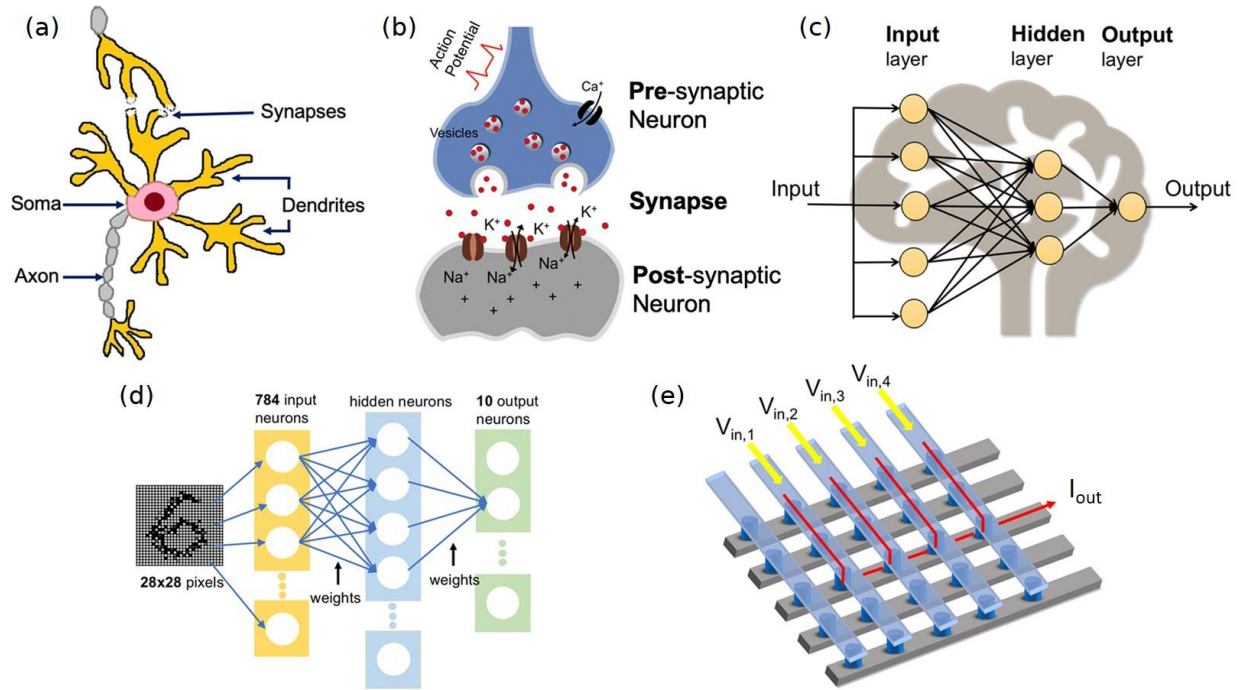 (a)
Synapses
Soma
Dendrites
Axon
(b)
Action
Potential
Ca⁺
Vesicles
Pre-synaptic
Neuron
Synapse
K⁺
K⁺
K⁺
Na⁺
Na⁺
Na⁺
+ + + + + +
Post-synaptic
Neuron
(c)
Input
layer
Hidden
layer
Output
layer
Input
Output
(d)
784 input
neurons
hidden neurons
10 output
neurons
28x28 pixels
weights
weights
(e)
Vin,1
Vin,2
Vin,3
Vin,4
Iout